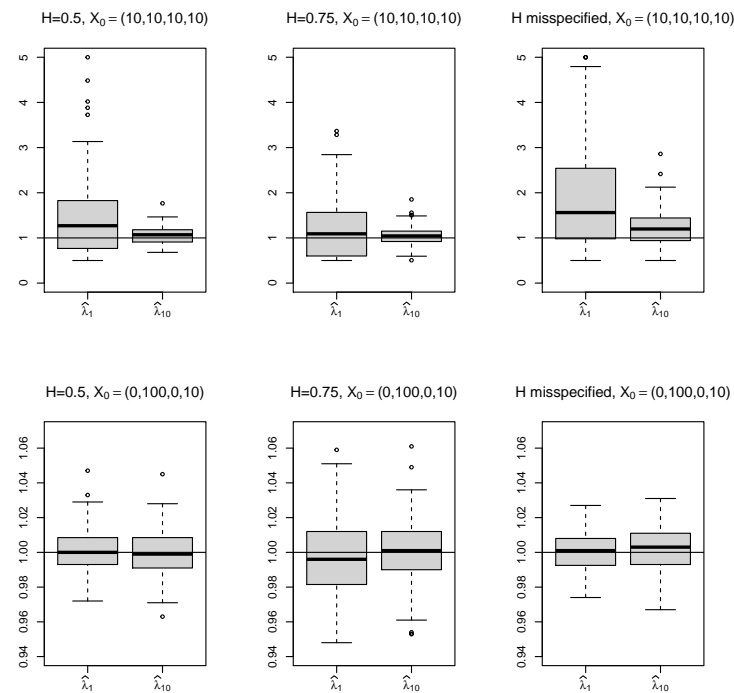 H=0.5, X₀ = (10,10,10,10)
H=0.75, X₀ = (10,10,10,10)
H misspecified, X₀ = (10,10,10,10)
0 1 2 3 4 5
λ̂₁ λ̂₁₀
0 1 2 3 4 5
λ̂₁ λ̂₁₀
0 1 2 3 4 5
λ̂₁ λ̂₁₀
H=0.5, X₀ = (0,100,0,10)
H=0.75, X₀ = (0,100,0,10)
H misspecified, X₀ = (0,100,0,10)
0.94 0.96 0.98 1.00 1.02 1.04 1.06
λ̂₁ λ̂₁₀
0.94 0.96 0.98 1.00 1.02 1.04 1.06
λ̂₁ λ̂₁₀
0.94 0.96 0.98 1.00 1.02 1.04 1.06
λ̂₁ λ̂₁₀